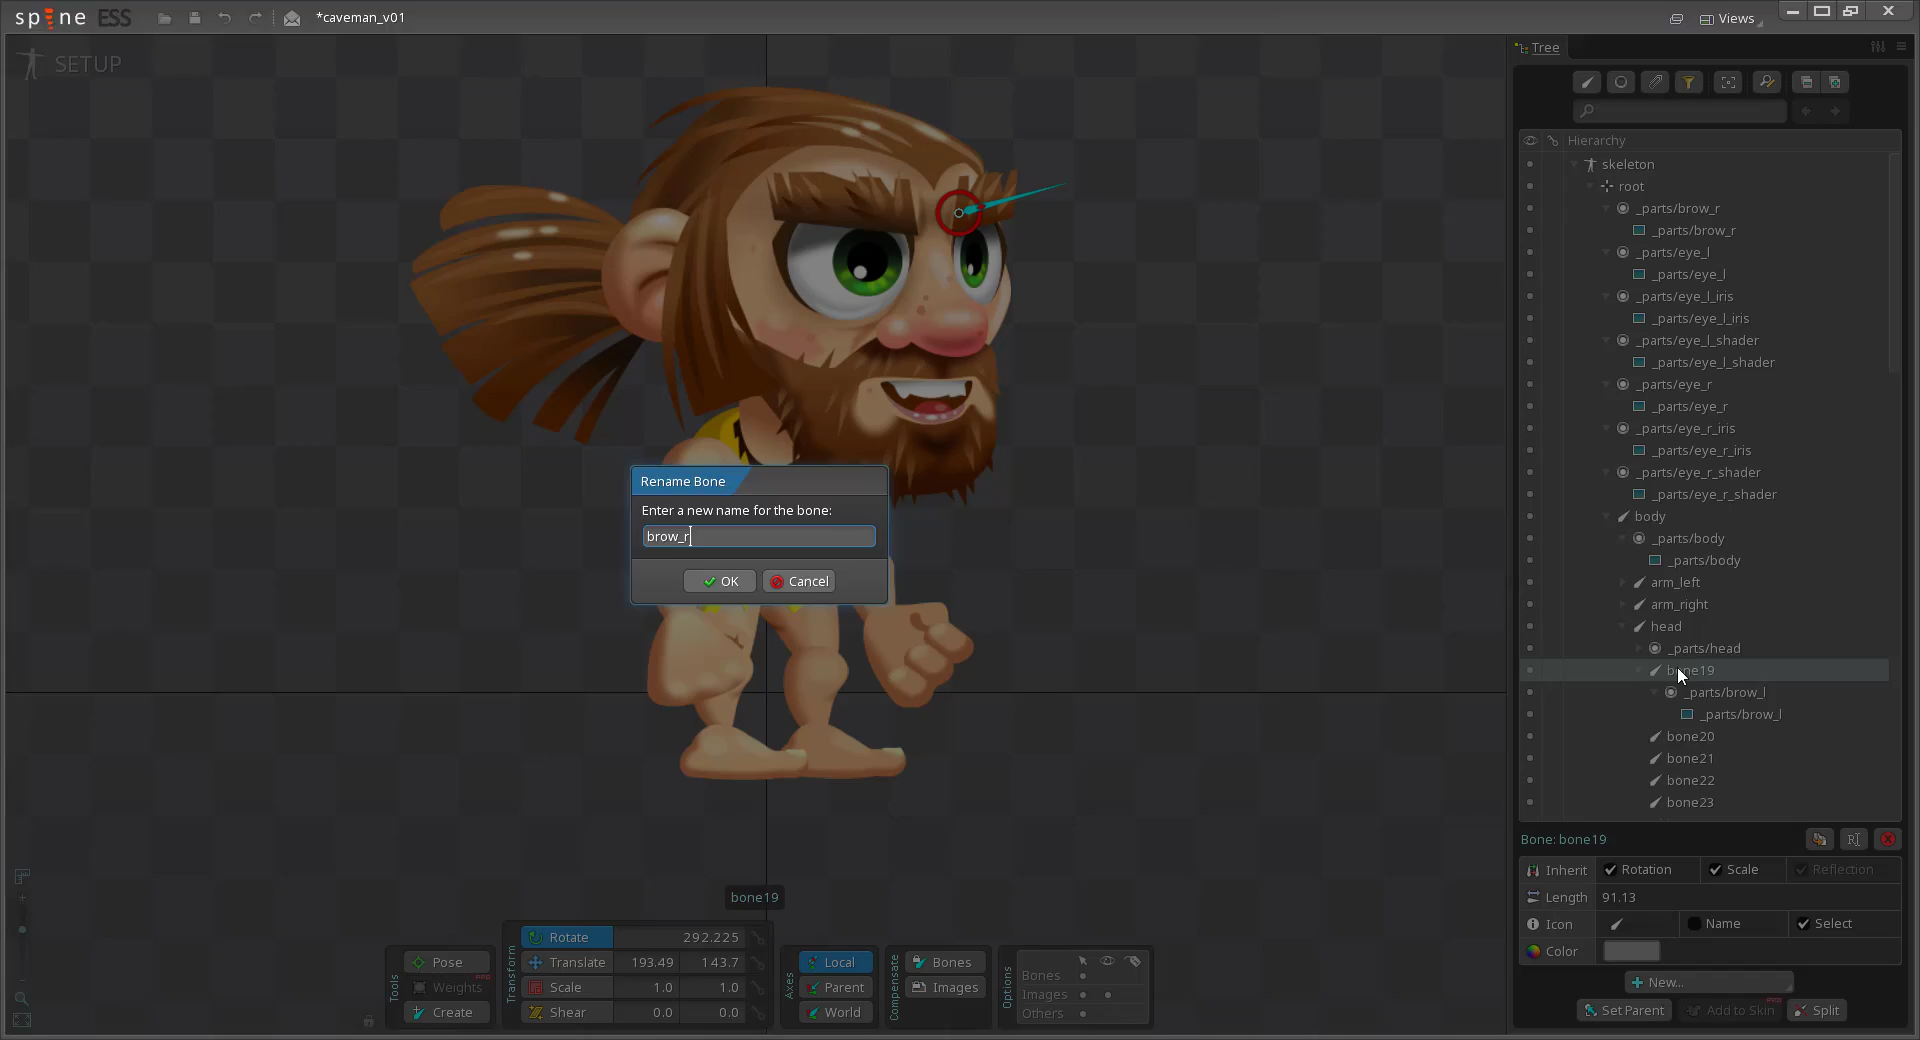 spine ESS
*caveman_v01
Views
SETUP
Tree
Hierarchy
skeleton
root
_parts/brow_r
_parts/brow_r
_parts/eye_l
_parts/eye_l
_parts/eye_l_iris
_parts/eye_l_iris
_parts/eye_l_shader
_parts/eye_l_shader
_parts/eye_r
_parts/eye_r
_parts/eye_r_iris
_parts/eye_r_iris
_parts/eye_r_shader
_parts/eye_r_shader
body
_parts/body
_parts/body
arm_left
arm_right
head
_parts/head
bone19
_parts/brow_l
_parts/brow_l
bone20
bone21
bone22
bone23
Rename Bone
Enter a new name for the bone:
brow_r
OK
Cancel
bone19
Tools
Pose
Weights PRO
Create
Transform
Rotate 292.225
Translate 193.49 143.7
Scale 1.0 1.0
Shear 0.0 0.0
Axes
Local
Parent
World
Compensate
Bones
Images
Options
Bones
Images
Others
Bone: bone19
Inherit Rotation Scale Reflection
Length 91.13
Icon Name Select
Color
New...
Set Parent
Add to Skin PRO
Split